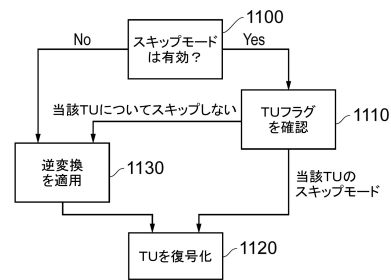 1100
スキップモード
は有効？
No
Yes
当該TUについてスキップしない
TUフラグ
を確認
1110
逆変換
を適用
1130
当該TUの
スキップモード
TUを復号化
1120